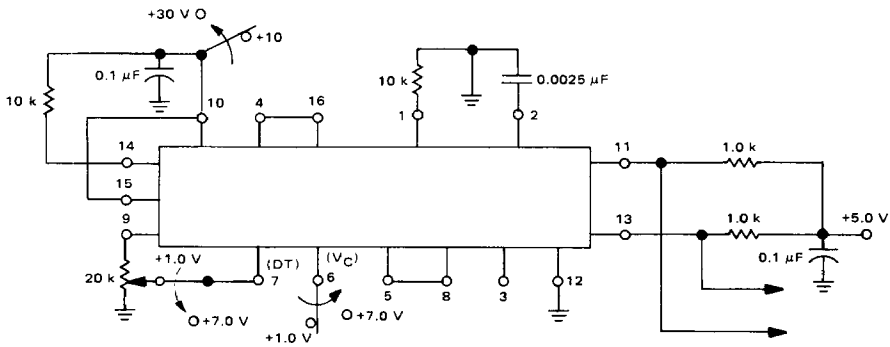 +30 V
+10
0.1 µF
10 k
0.0025 µF
10 k
10
4
16
1
2
14
15
9
11
13
1.0 k
1.0 k
+5.0 V
0.1 µF
+1.0 V
(DT)
(VC)
20 k
7
6
5
8
3
12
+7.0 V
+7.0 V
+1.0 V